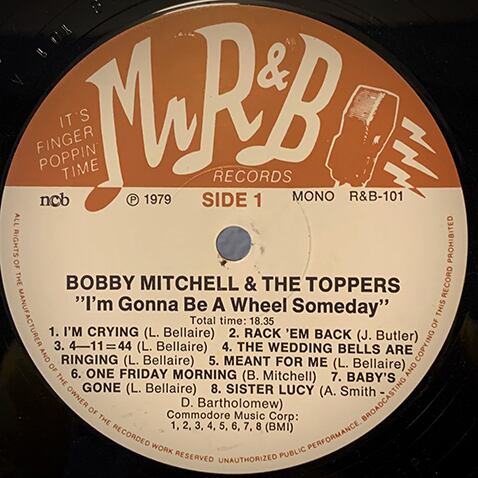 Mr R&B
RECORDS
IT'S
FINGER
POPPIN'
TIME
ncb
Ⓟ 1979
SIDE 1
MONO
R&B-101
BOBBY MITCHELL & THE TOPPERS
"I'm Gonna Be A Wheel Someday"
Total time: 18.35
1. I'M CRYING (L. Bellaire) 2. RACK 'EM BACK (J. Butler)
3. 4—11=44 (L. Bellaire) 4. THE WEDDING BELLS ARE
RINGING (L. Bellaire) 5. MEANT FOR ME (L. Bellaire)
6. ONE FRIDAY MORNING (B. Mitchell) 7. BABY'S
GONE (L. Bellaire) 8. SISTER LUCY (A. Smith -
D. Bartholomew)
Commodore Music Corp:
1, 2, 3, 4, 5, 6, 7, 8 (BMI)
ALL RIGHTS OF THE MANUFACTURER AND OF THE OWNER OF THE RECORDED WORK RESERVED UNAUTHORIZED PUBLIC PERFORMANCE, BROADCASTING AND COPYING OF THIS RECORD PROHIBITED